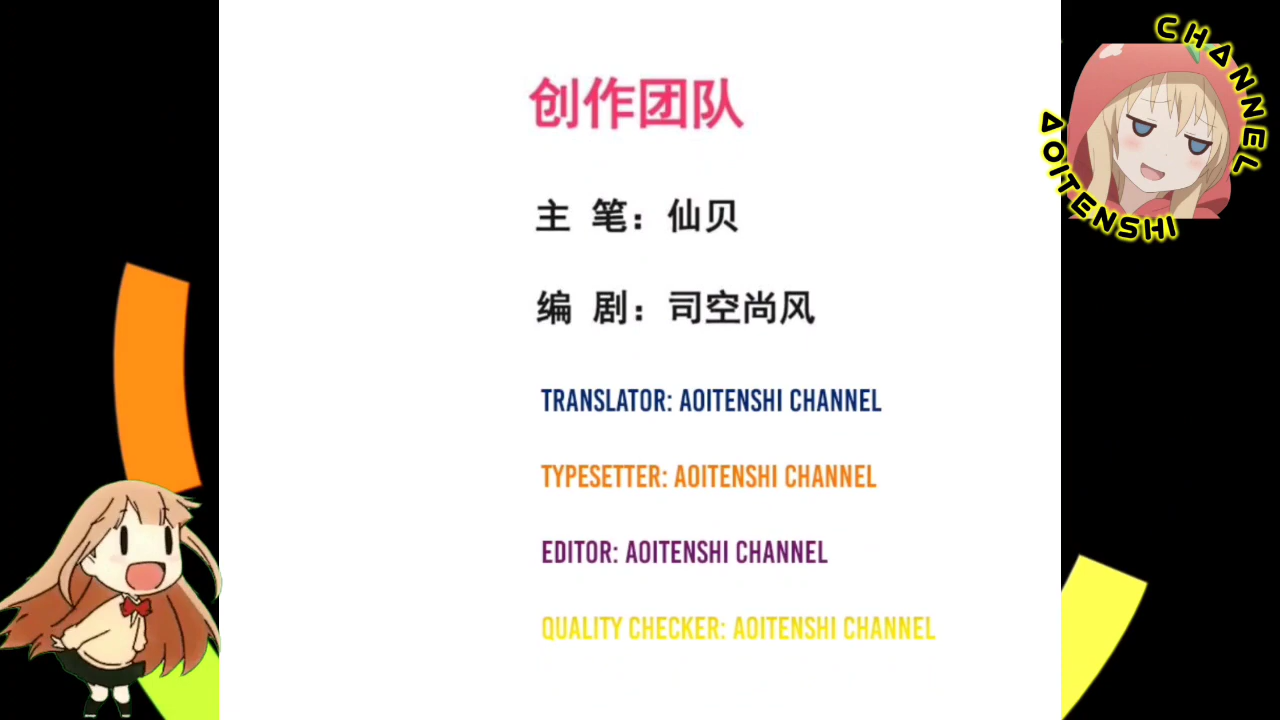 创作团队
主 笔：仙贝
编 剧：司空尚风
TRANSLATOR: AOITENSHI CHANNEL
TYPESETTER: AOITENSHI CHANNEL
EDITOR: AOITENSHI CHANNEL
QUALITY CHECKER: AOITENSHI CHANNEL
CHANNEL
AOITENSHI